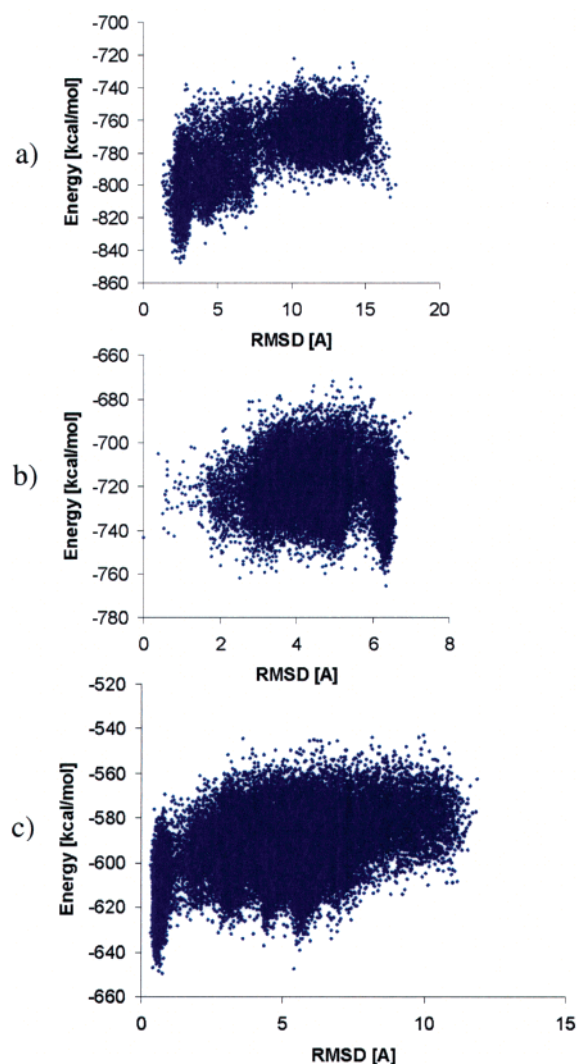 a)
Energy [kcal/mol]
-700
-720
-740
-760
-780
-800
-820
-840
-860
0 5 10 15 20
RMSD [A]
b)
Energy [kcal/mol]
-660
-680
-700
-720
-740
-760
-780
0 2 4 6 8
RMSD [A]
c)
Energy [kcal/mol]
-520
-540
-560
-580
-600
-620
-640
-660
0 5 10 15
RMSD [A]